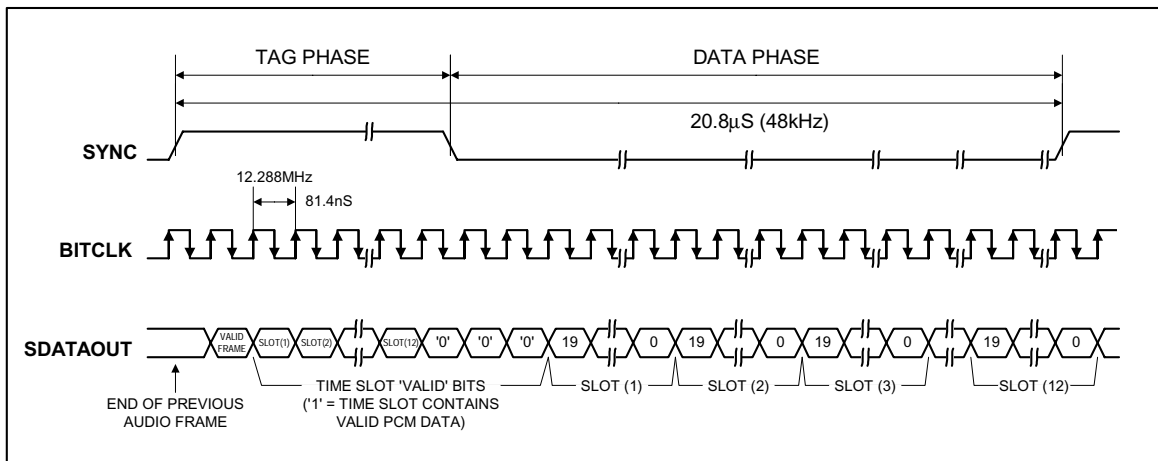 TAG PHASE
DATA PHASE
20.8µS (48kHz)
SYNC
12.288MHz
81.4nS
BITCLK
SDATAOUT
VALID FRAME
SLOT(1)
SLOT(2)
SLOT(12)
'0'
'0'
'0'
19
0
19
0
19
0
19
0
END OF PREVIOUS
AUDIO FRAME
TIME SLOT 'VALID' BITS
('1' = TIME SLOT CONTAINS
VALID PCM DATA)
SLOT (1)
SLOT (2)
SLOT (3)
SLOT (12)